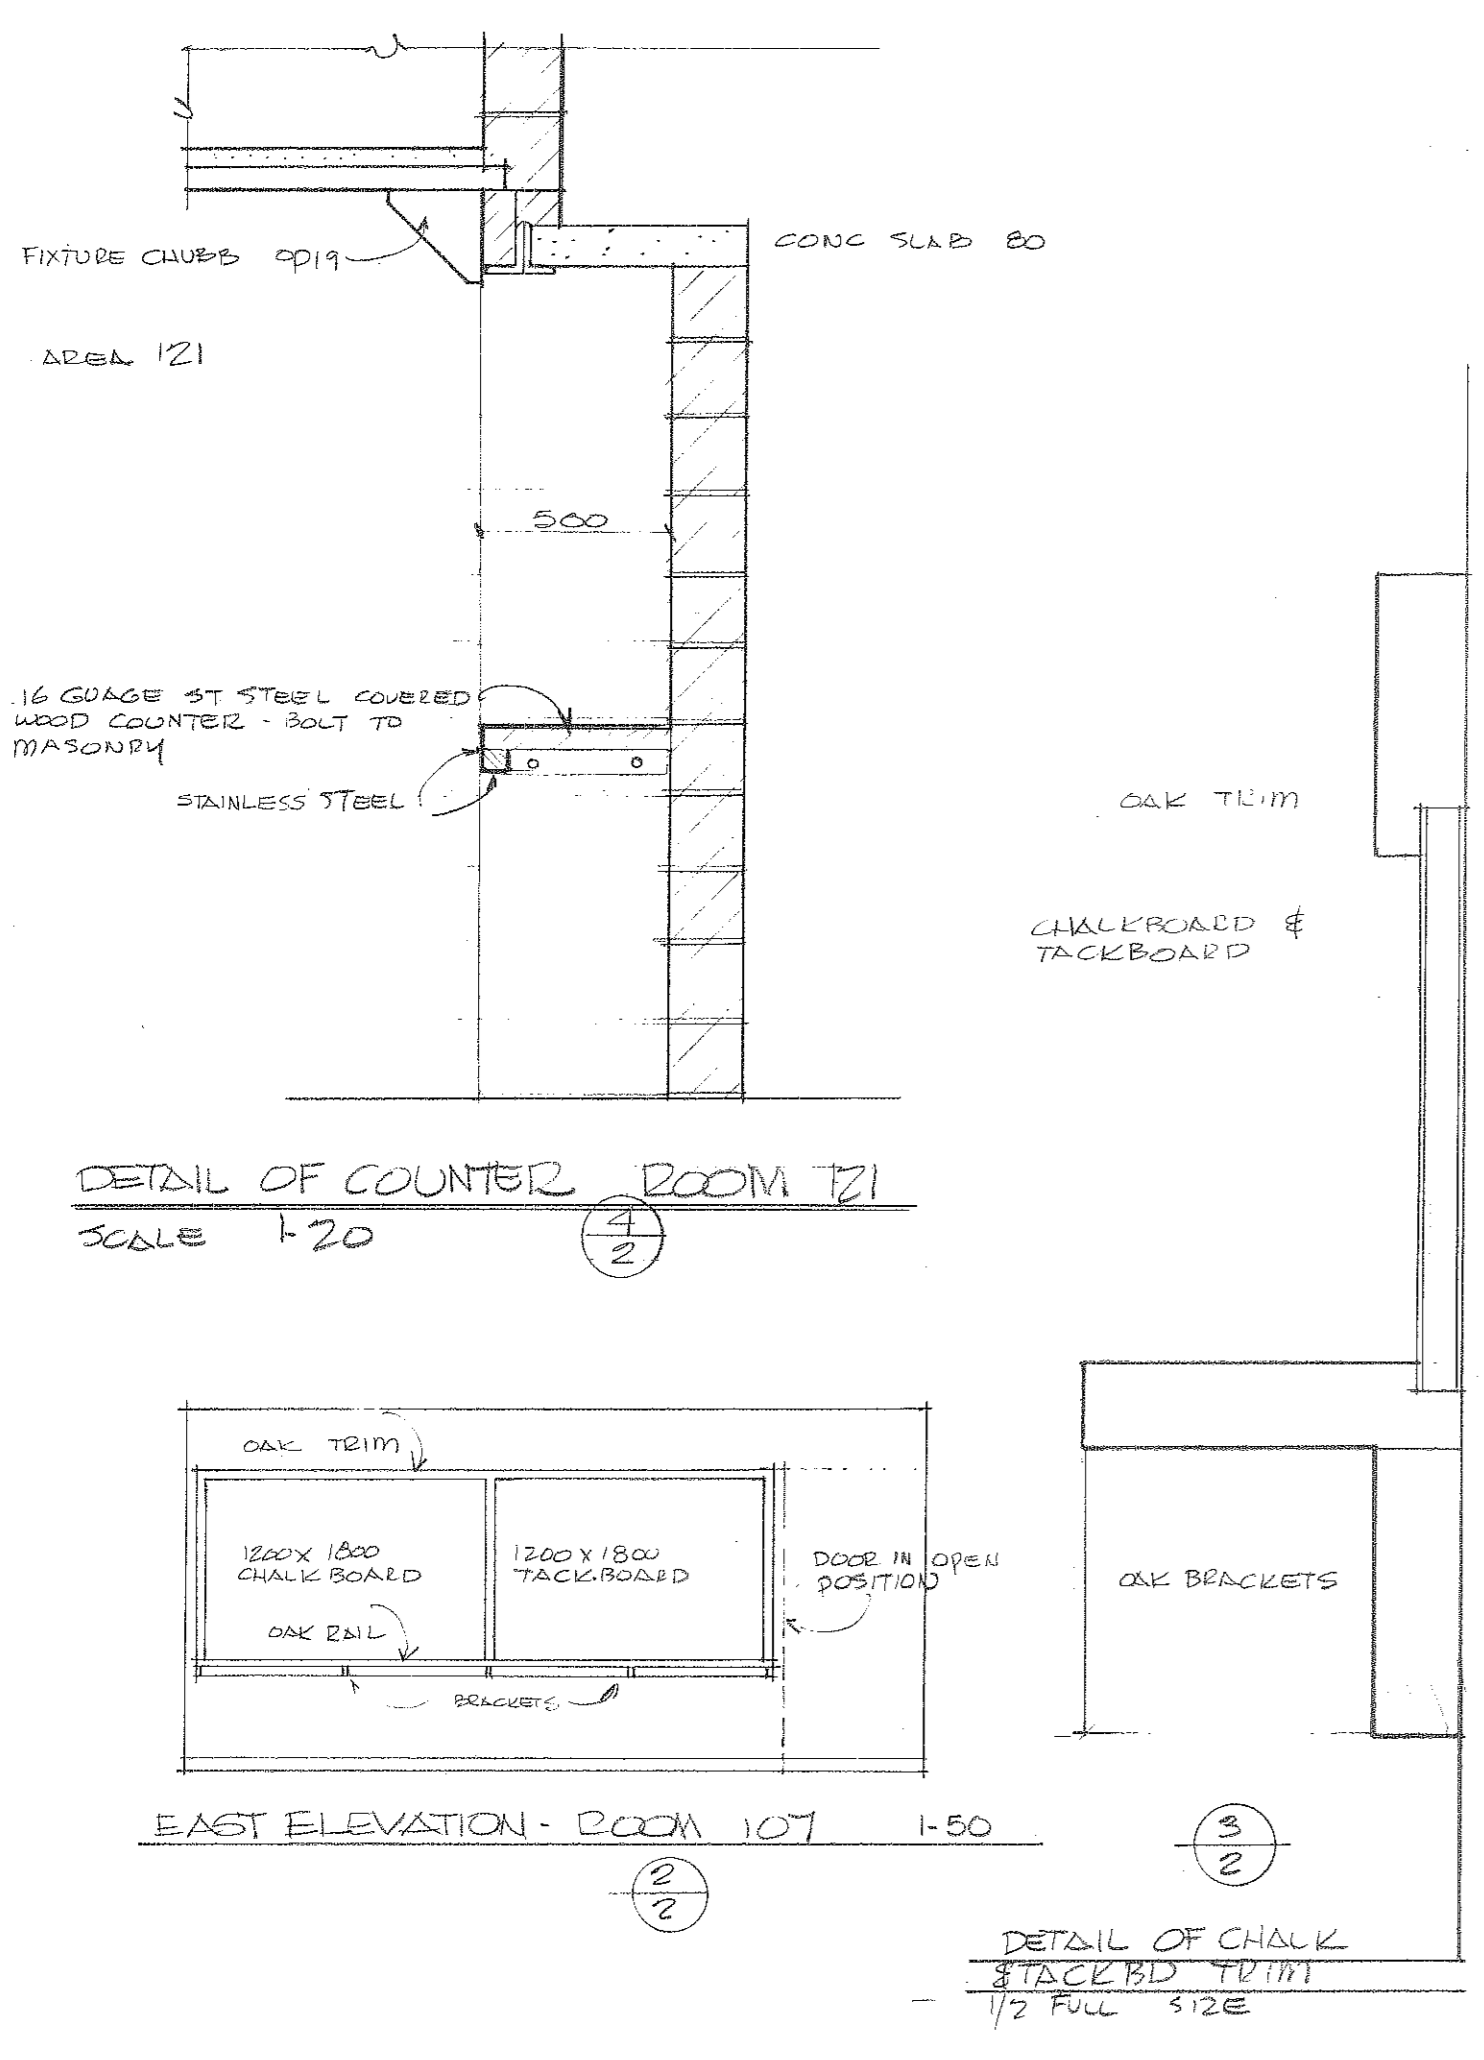 FIXTURE CHUBB OP19
CONC SLAB 80
AREA 121
500
16 GUAGE ST STEEL COVERED
WOOD COUNTER - BOLT TO
MASONRY
STAINLESS STEEL
OAK TRIM
CHALKBOARD &
TACKBOARD
DETAIL OF COUNTER ROOM 121
SCALE 1-20
4
2
OAK TRIM
1200 X 1800
CHALKBOARD
1200 X 1800
TACKBOARD
DOOR IN OPEN
POSITION
OAK RAIL
BRACKETS
OAK BRACKETS
EAST ELEVATION - ROOM 107 1-50
2
2
3
2
DETAIL OF CHALK
& TACKBD TRIM
1/2 FULL SIZE